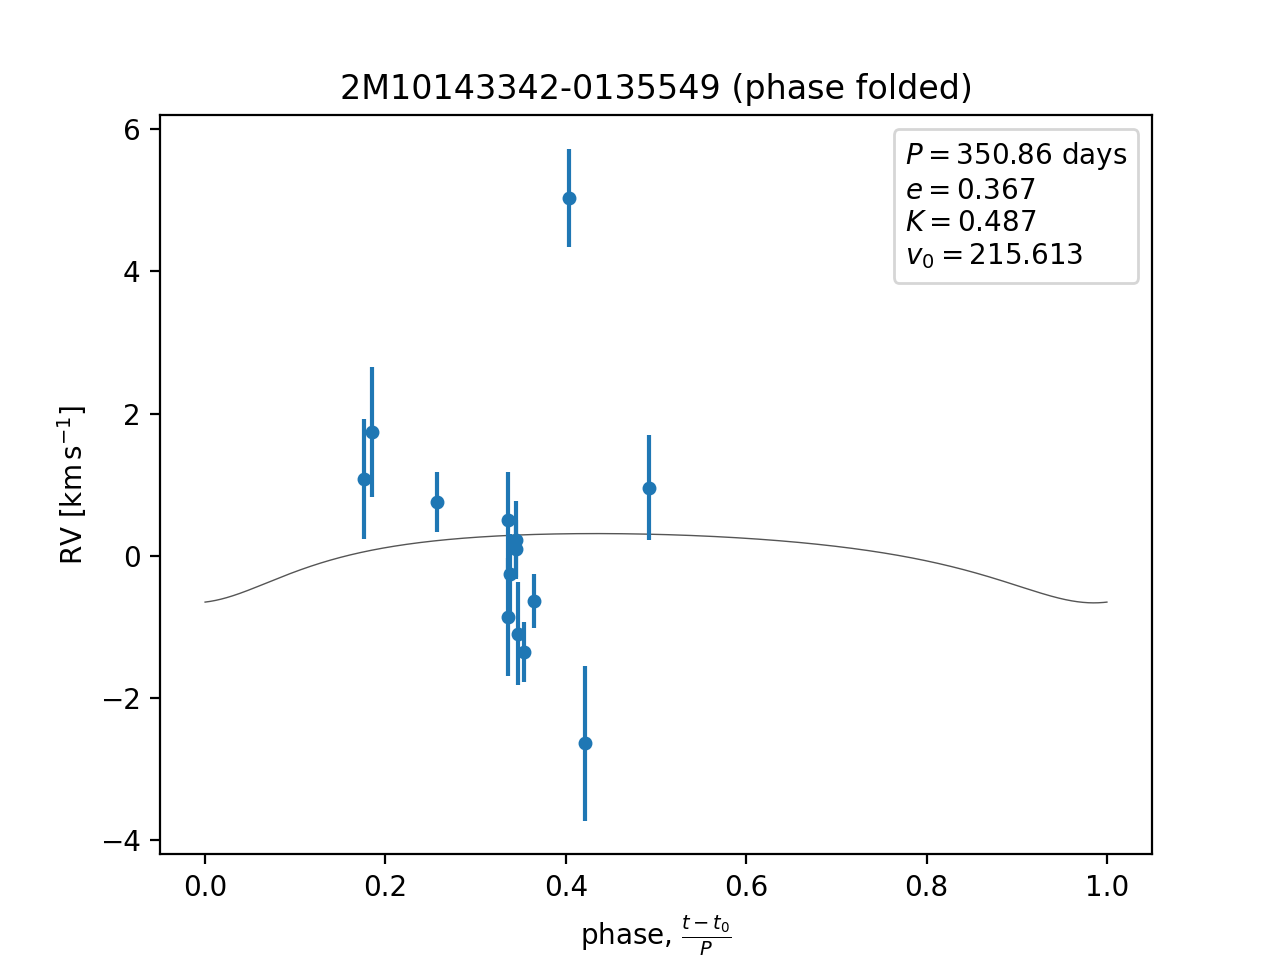 2M10143342-0135549 (phase folded)
P = 350.86 days
e = 0.367
K = 0.487
v₀ = 215.613
RV [km s⁻¹]
6
4
2
0
−2
−4
0.0 0.2 0.4 0.6 0.8 1.0
phase, (t − t₀)/P